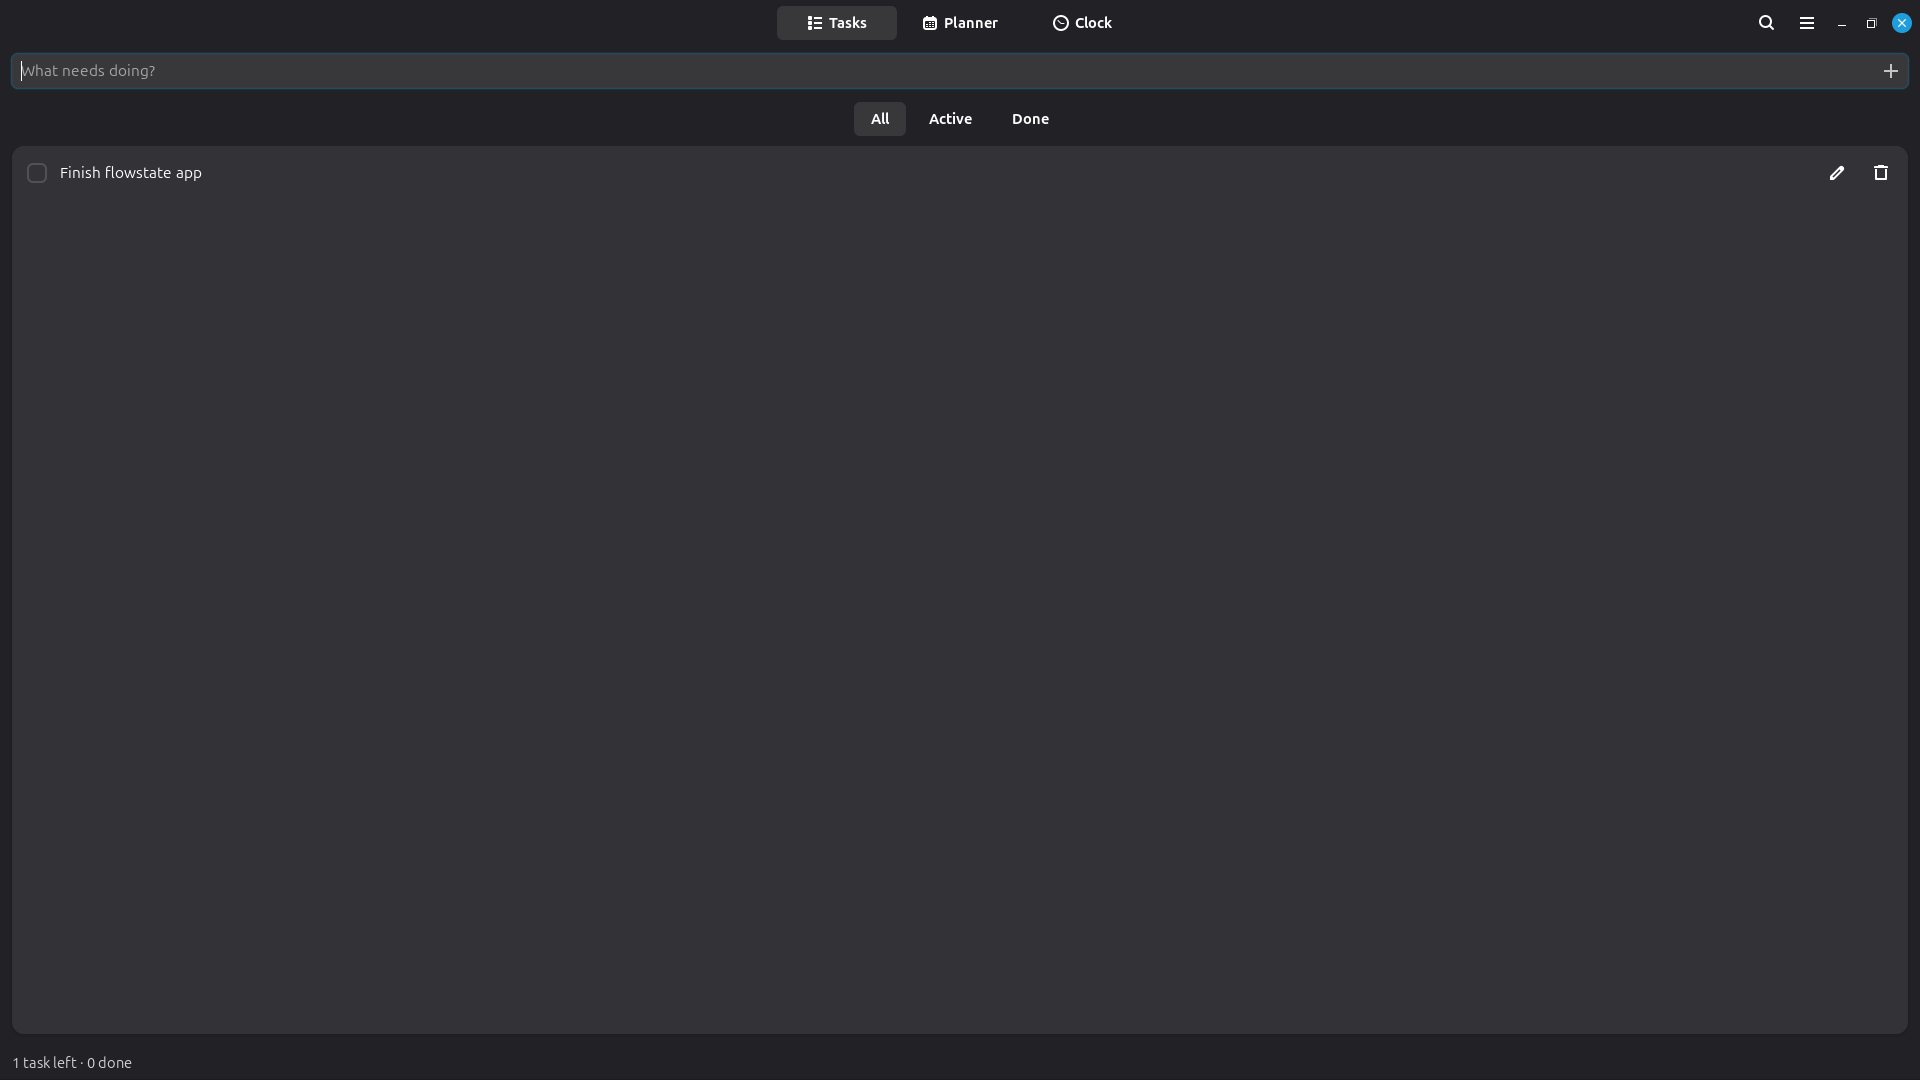 Tasks
Planner
Clock
What needs doing?
All
Active
Done
Finish flowstate app
1 task left · 0 done